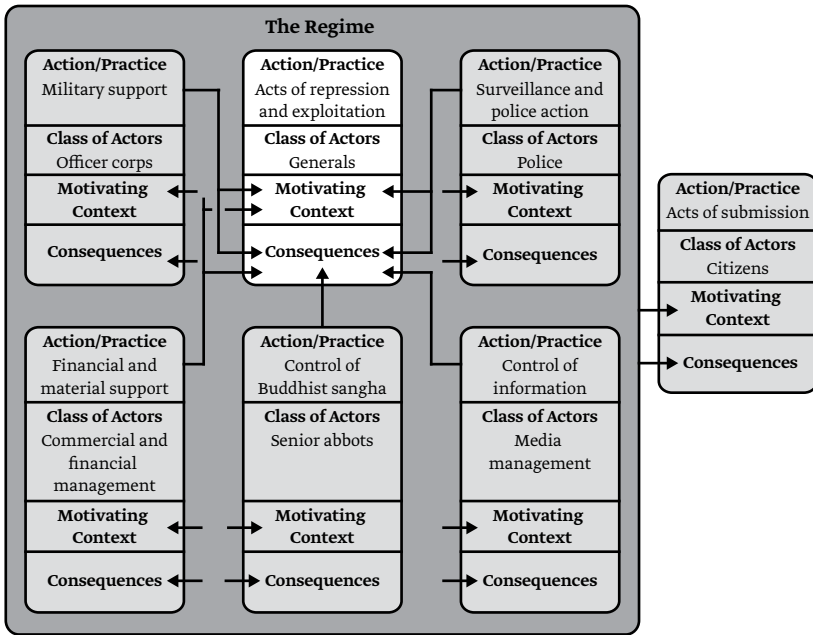 The Regime
Action/Practice
Military support
Class of Actors
Officer corps
Motivating
Context
Consequences
Action/Practice
Acts of repression
and exploitation
Class of Actors
Generals
Motivating
Context
Consequences
Action/Practice
Surveillance and
police action
Class of Actors
Police
Motivating
Context
Consequences
Action/Practice
Acts of submission
Class of Actors
Citizens
Motivating
Context
Consequences
Action/Practice
Financial and
material support
Class of Actors
Commercial and
financial
management
Motivating
Context
Consequences
Action/Practice
Control of
Buddhist sangha
Class of Actors
Senior abbots
Motivating
Context
Consequences
Action/Practice
Control of
information
Class of Actors
Media
management
Motivating
Context
Consequences